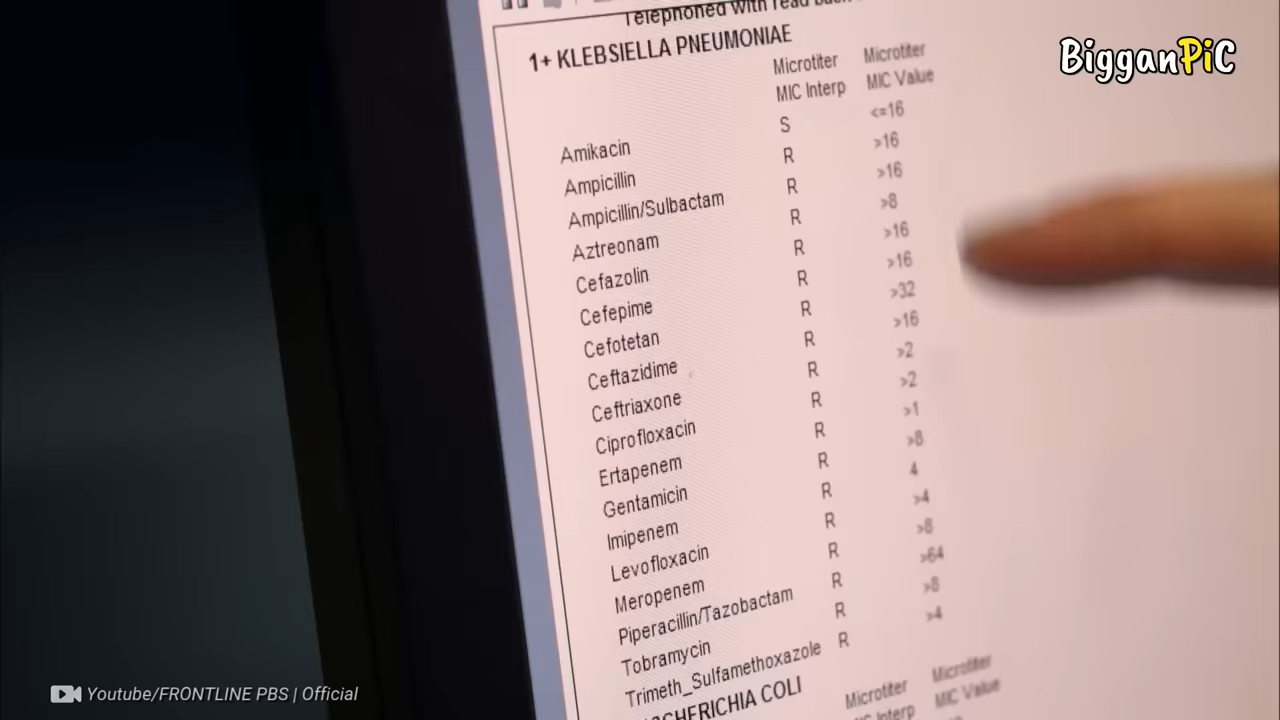 Telephoned with read back
1+ KLEBSIELLA PNEUMONIAE
Microtiter Microtiter
MIC Interp MIC Value
Amikacin S <=16
Ampicillin R >16
Ampicillin/Sulbactam R >16
Aztreonam R >8
Cefazolin R >16
Cefepime R >16
Cefotetan R >32
Ceftazidime R >16
Ceftriaxone R >2
Ciprofloxacin R >2
Ertapenem R >1
Gentamicin R >8
Imipenem R 4
Levofloxacin R >4
Meropenem R >8
Piperacillin/Tazobactam R >64
Tobramycin R >8
Trimeth_Sulfamethoxazole R >4
CHERICHIA COLI
Microtiter Microtiter
Interp MIC Value
BigganPiC
Youtube/FRONTLINE PBS | Official